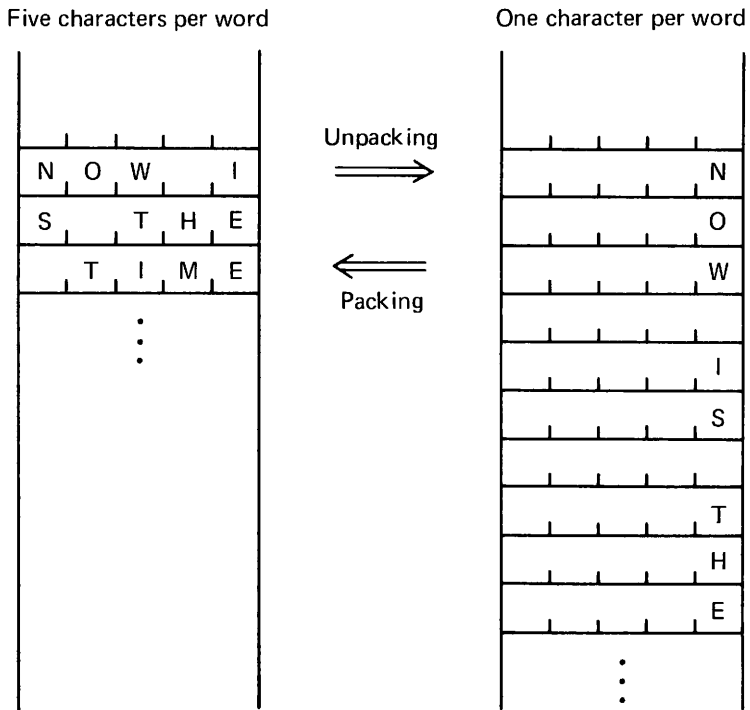 Five characters per word
One character per word
Unpacking
Packing
N O W I
S T H E
T I M E
N
O
W
I
S
T
H
E